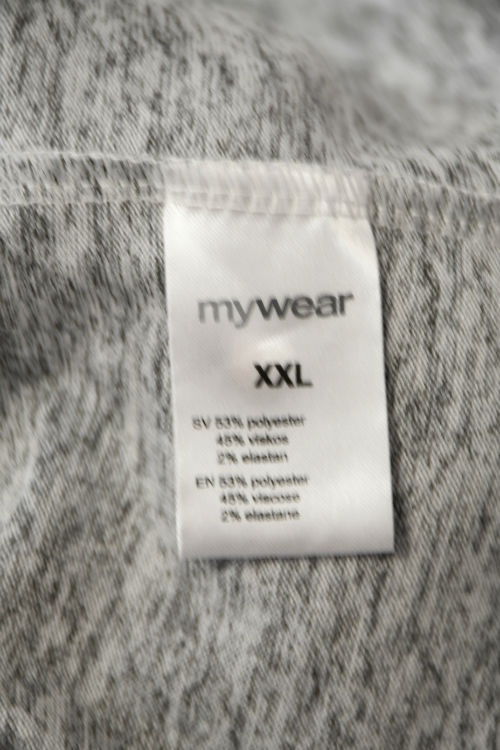 mywear
XXL
SV 53% polyester
45% viskos
2% elastan
EN 53% polyester
45% viscose
2% elastane